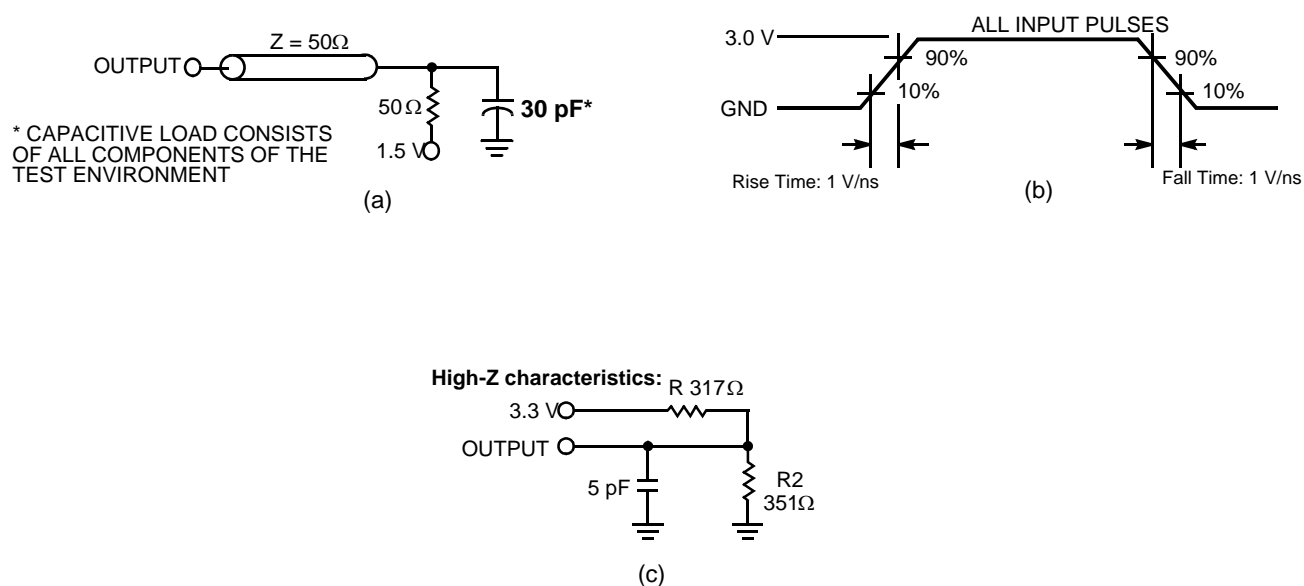 Z = 50Ω
OUTPUT
50Ω
30 pF*
1.5 V
* CAPACITIVE LOAD CONSISTS
OF ALL COMPONENTS OF THE
TEST ENVIRONMENT
(a)
ALL INPUT PULSES
3.0 V
90%
90%
10%
10%
GND
Rise Time: 1 V/ns
Fall Time: 1 V/ns
(b)
High-Z characteristics:
R 317Ω
3.3 V
OUTPUT
5 pF
R2
351Ω
(c)